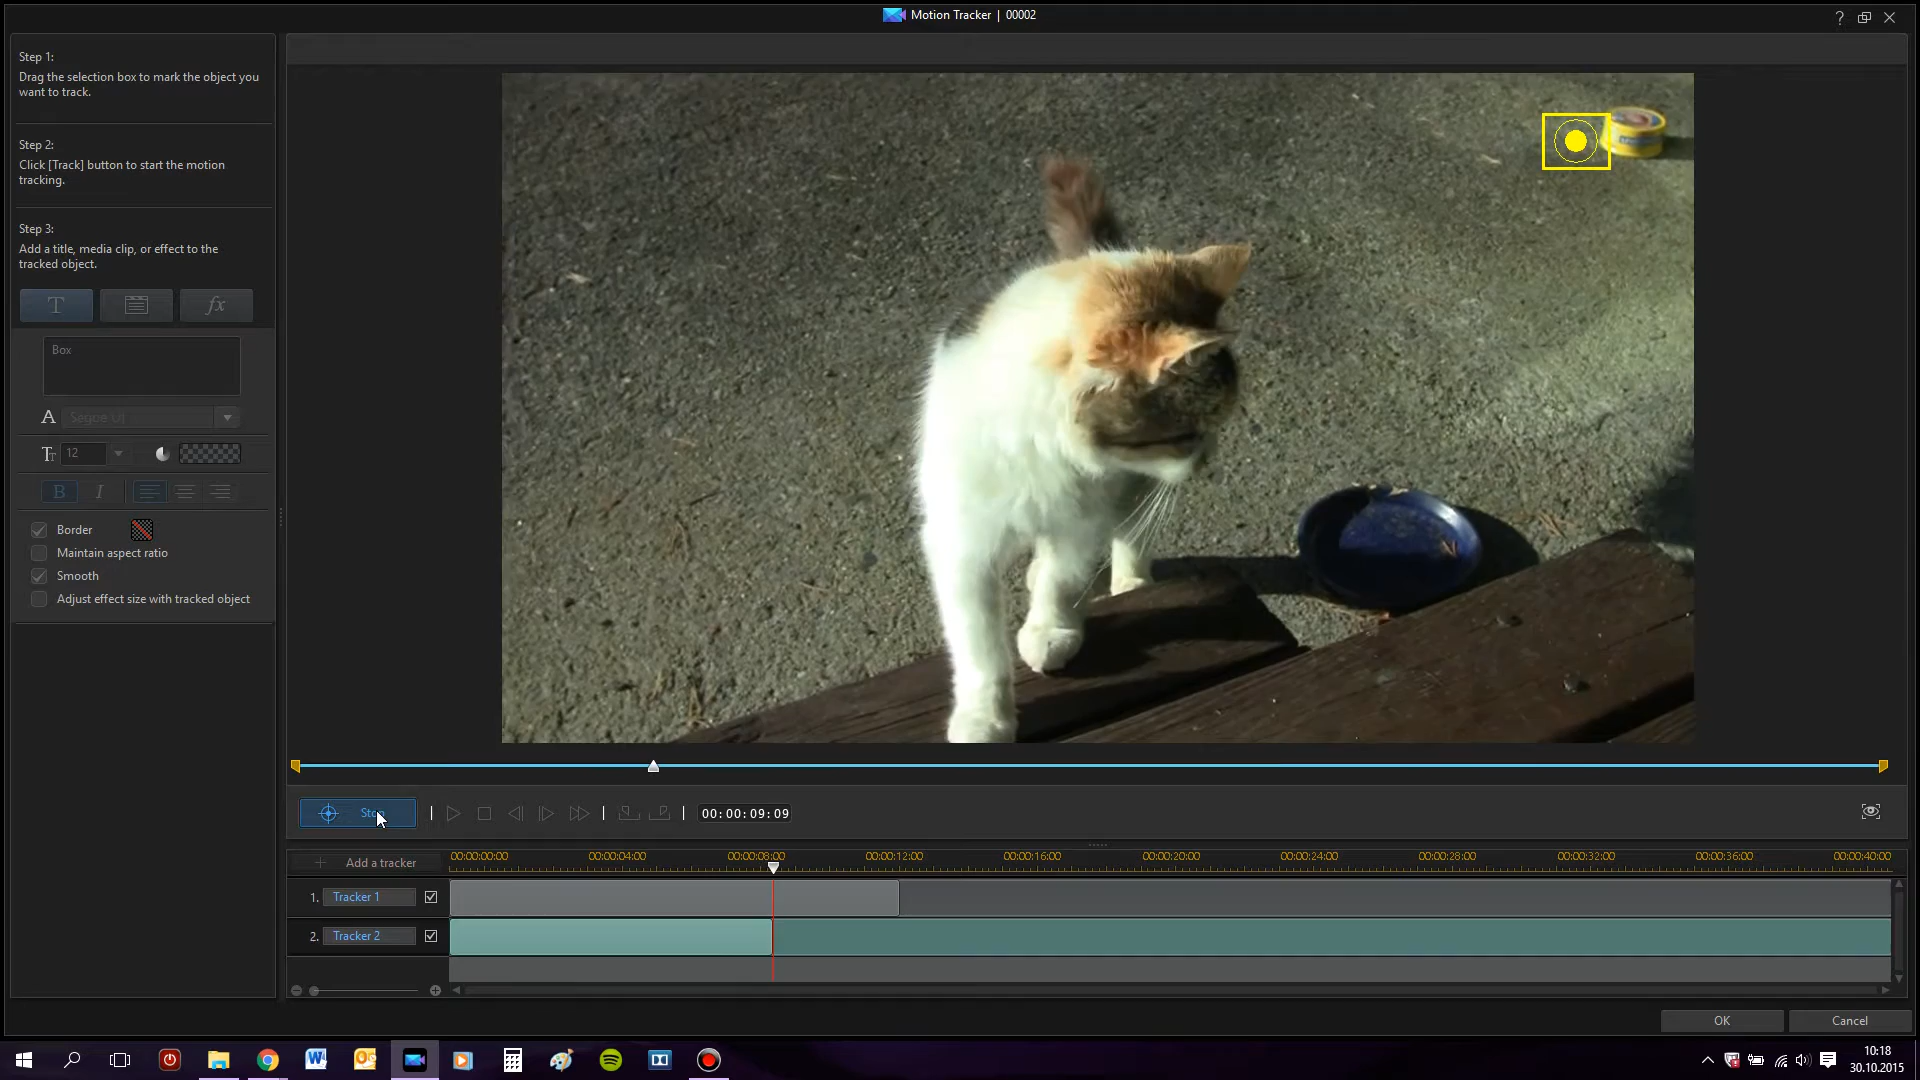 Motion Tracker | 00002
?
Step 1:
Drag the selection box to mark the object you
want to track.
Step 2:
Click [Track] button to start the motion
tracking.
Step 3:
Add a title, media clip, or effect to the
tracked object.
T
fx
Box
A Segoe UI
12
B I
Border
Maintain aspect ratio
Smooth
Adjust effect size with tracked object
Stop
00:00:09:09
Add a tracker
00:00:00:00 00:00:04:00 00:00:08:00 00:00:12:00 00:00:16:00 00:00:20:00 00:00:24:00 00:00:28:00 00:00:32:00 00:00:36:00 00:00:40:00
1. Tracker 1
2. Tracker 2
OK Cancel
10:18
30.10.2015